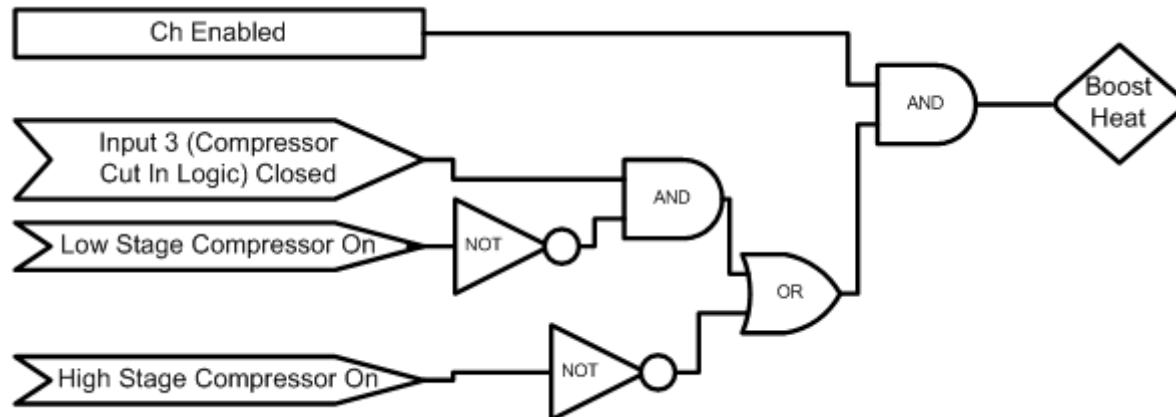 Ch Enabled
AND
Boost
Heat
Input 3 (Compressor
Cut In Logic) Closed
AND
Low Stage Compressor On
NOT
OR
High Stage Compressor On
NOT